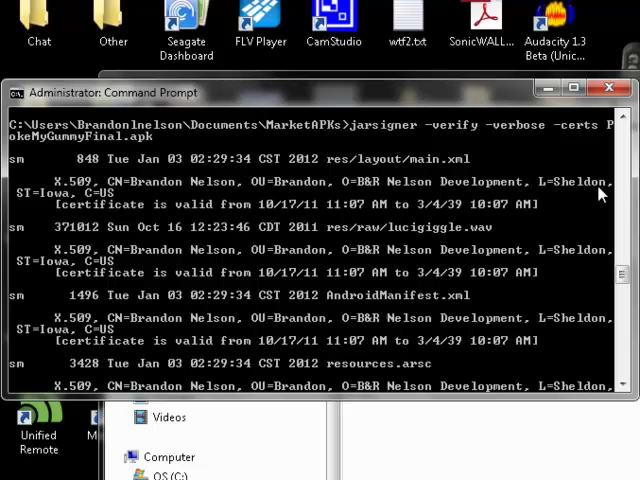 Chat
Other
Seagate
Dashboard
FLV Player
CamStudio
wtf2.txt
SonicWALL...
Audacity 1.3
Beta (Unic...
Administrator: Command Prompt
C:\Users\Brandonlnelson\Documents\MarketAPKs>jarsigner -verify -verbose -certs P
okeMyGummyFinal.apk
sm 848 Tue Jan 03 02:29:34 CST 2012 res/layout/main.xml
X.509, CN=Brandon Nelson, OU=Brandon, O=B&R Nelson Development, L=Sheldon,
ST=Iowa, C=US
[certificate is valid from 10/17/11 11:07 AM to 3/4/39 10:07 AM]
sm 371012 Sun Oct 16 12:23:46 CDT 2011 res/raw/lucigiggle.wav
X.509, CN=Brandon Nelson, OU=Brandon, O=B&R Nelson Development, L=Sheldon,
ST=Iowa, C=US
[certificate is valid from 10/17/11 11:07 AM to 3/4/39 10:07 AM]
sm 1496 Tue Jan 03 02:29:34 CST 2012 AndroidManifest.xml
X.509, CN=Brandon Nelson, OU=Brandon, O=B&R Nelson Development, L=Sheldon,
ST=Iowa, C=US
[certificate is valid from 10/17/11 11:07 AM to 3/4/39 10:07 AM]
sm 3428 Tue Jan 03 02:29:34 CST 2012 resources.arsc
X.509, CN=Brandon Nelson, OU=Brandon, O=B&R Nelson Development, L=Sheldon,
Unified
Remote
M
Videos
Computer
OS (C:)